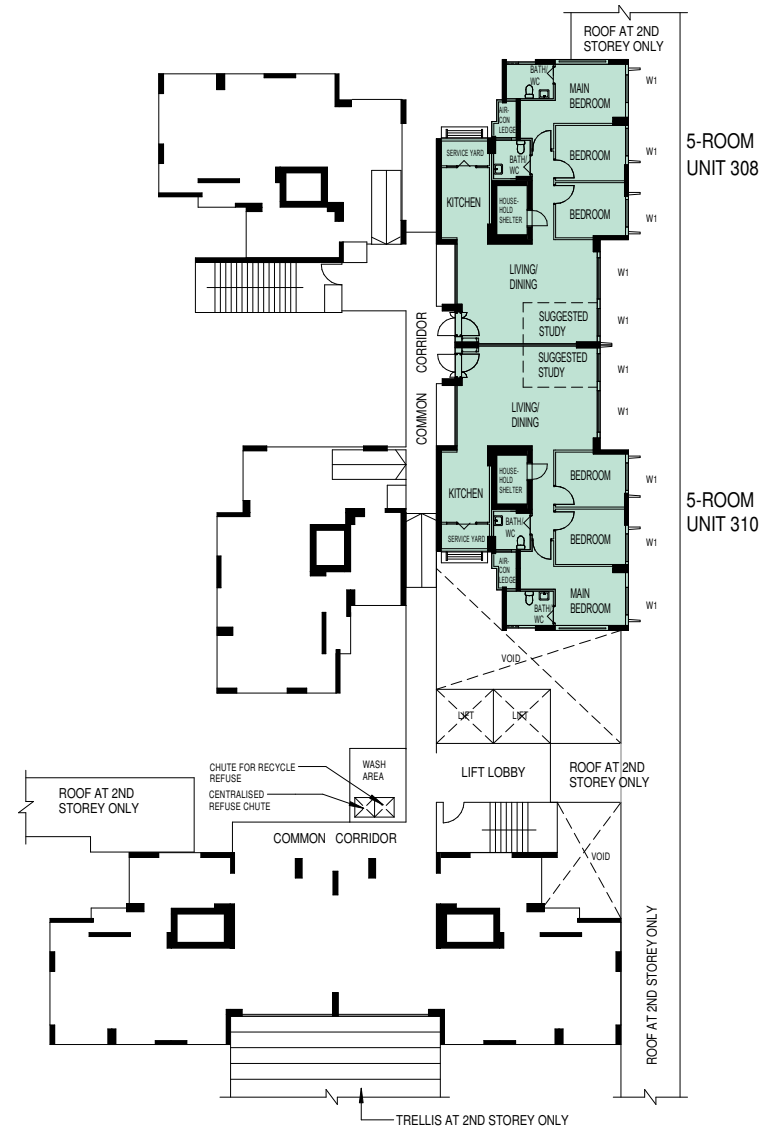 ROOF AT 2ND
STOREY ONLY
BATH/
WC
MAIN
BEDROOM
W1
AIR-
CON
LEDGE
5-ROOM
UNIT 308
SERVICE YARD
BATH/
WC
BEDROOM
W1
KITCHEN
HOUSE-
HOLD
SHELTER
BEDROOM
W1
LIVING/
DINING
W1
SUGGESTED
STUDY
W1
COMMON CORRIDOR
SUGGESTED
STUDY
LIVING/
DINING
W1
KITCHEN
HOUSE-
HOLD
SHELTER
BEDROOM
W1
5-ROOM
UNIT 310
SERVICE YARD
BATH/
WC
BEDROOM
W1
AIR-
CON
LEDGE
BATH/
WC
MAIN
BEDROOM
W1
VOID
LIFT
LIFT
CHUTE FOR RECYCLE
REFUSE
CENTRALISED
REFUSE CHUTE
WASH
AREA
LIFT LOBBY
ROOF AT 2ND
STOREY ONLY
ROOF AT 2ND
STOREY ONLY
COMMON CORRIDOR
VOID
ROOF AT 2ND STOREY ONLY
TRELLIS AT 2ND STOREY ONLY